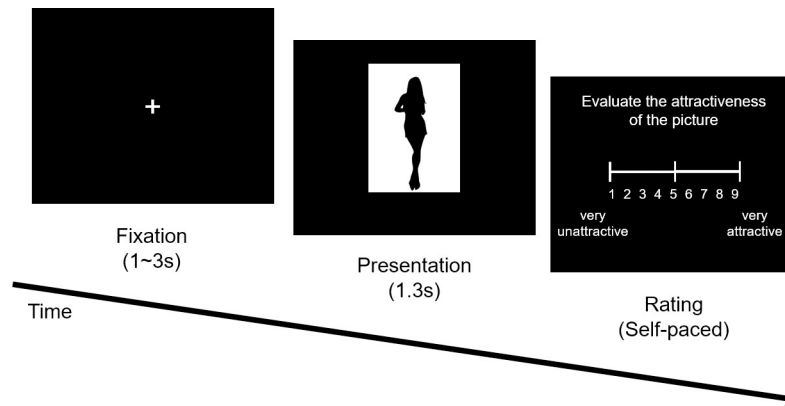 +
Fixation
(1~3s)
Presentation
(1.3s)
Evaluate the attractiveness
of the picture
1 2 3 4 5 6 7 8 9
very
unattractive
very
attractive
Rating
(Self-paced)
Time